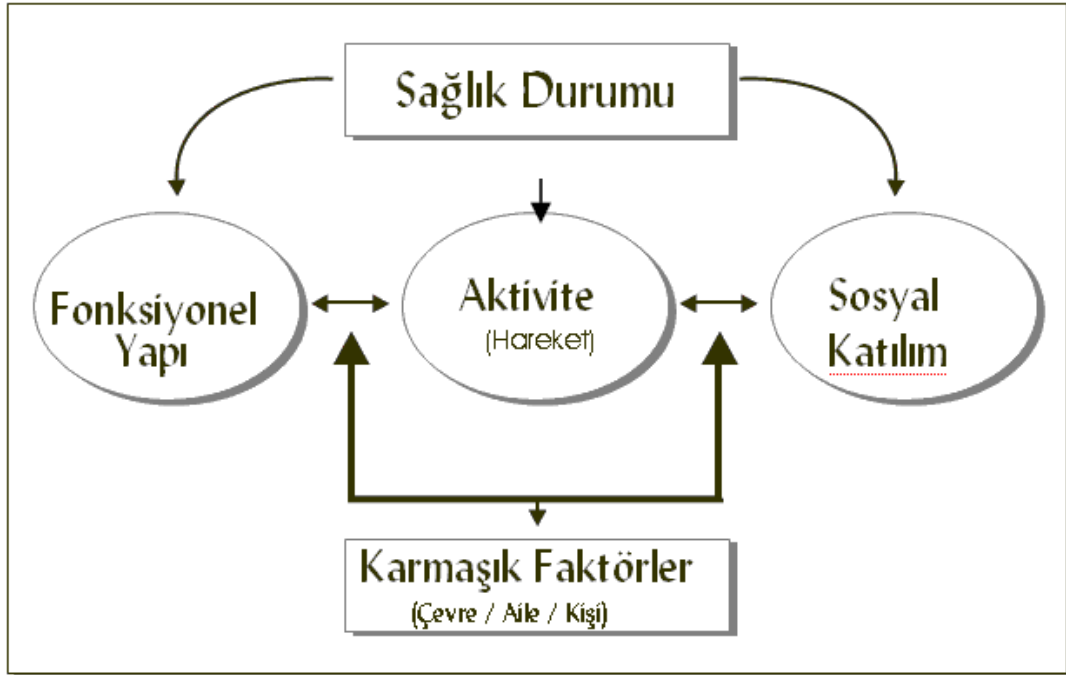 Sağlık Durumu
Fonksiyonel
Yapı
Aktivite
(Hareket)
Sosyal
Katılım
Karmaşık Faktörler
(Çevre / Aile / Kişi)